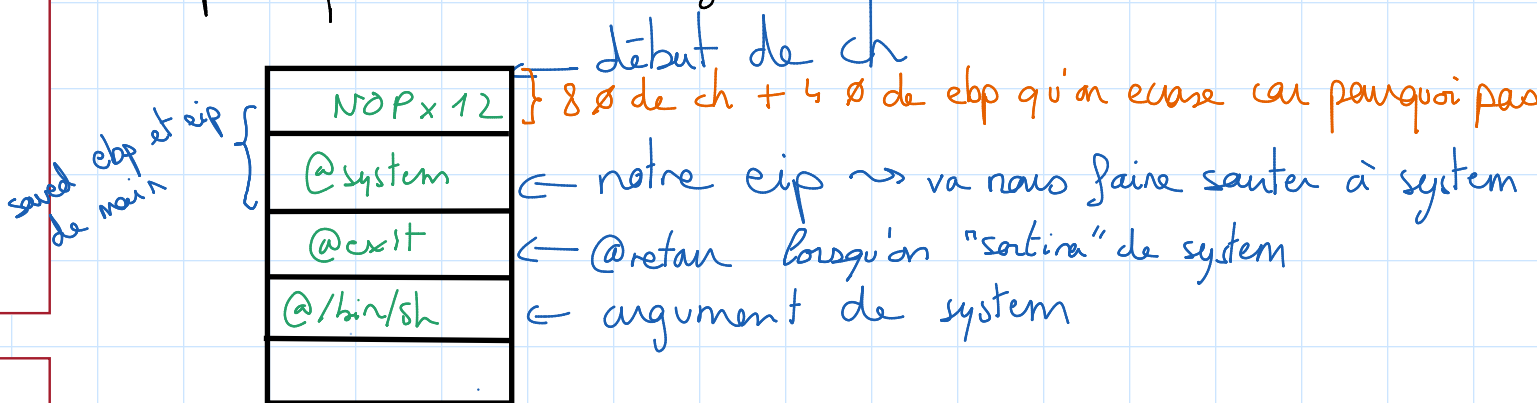 début de ch
NOP x 12 } 8 ø de ch + 4 ø de ebp qu'on écrase car pourquoi pas
saved ebp et eip
de main
@system ← notre eip ~> va nous faire sauter à system
@exit ← @retour lorsqu'on "sortira" de system
@/bin/sh ← argument de system